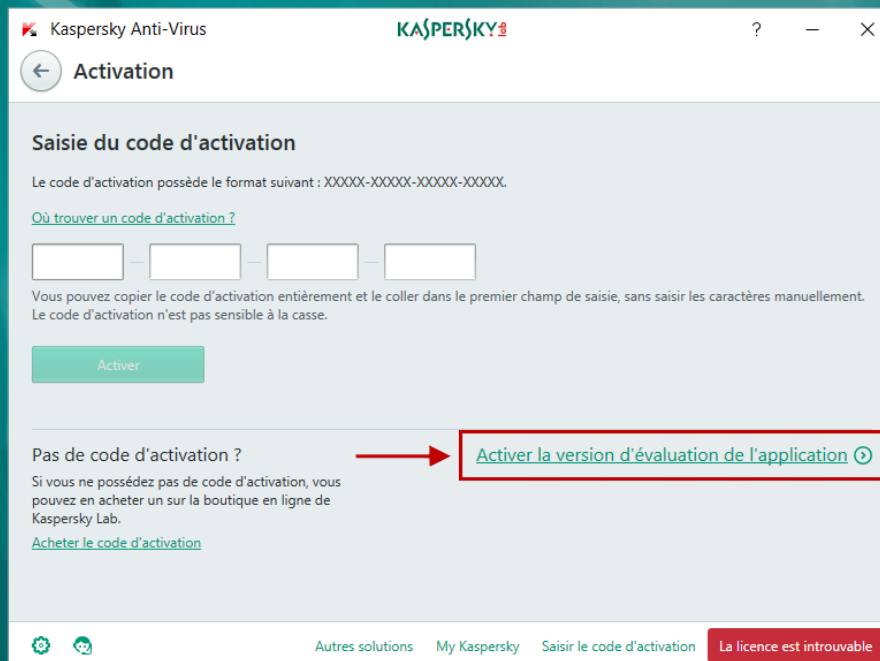 Kaspersky Anti-Virus
KASPERSKY lab
?
Activation
Saisie du code d'activation
Le code d'activation possède le format suivant : XXXXX-XXXXX-XXXXX-XXXXX.
Où trouver un code d'activation ?
Vous pouvez copier le code d'activation entièrement et le coller dans le premier champ de saisie, sans saisir les caractères manuellement.
Le code d'activation n'est pas sensible à la casse.
Activer
Pas de code d'activation ?
Activer la version d'évaluation de l'application
Si vous ne possédez pas de code d'activation, vous
pouvez en acheter un sur la boutique en ligne de
Kaspersky Lab.
Acheter le code d'activation
Autres solutions My Kaspersky Saisir le code d'activation La licence est introuvable